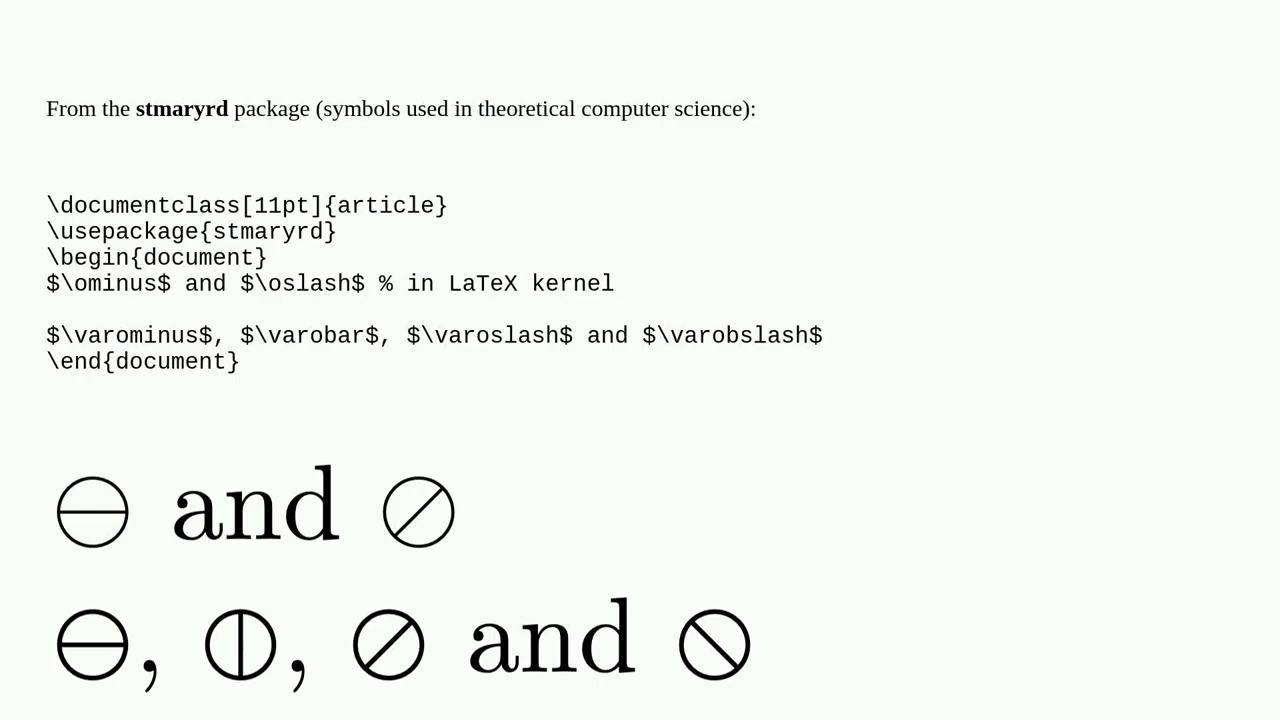 From the stmaryrd package (symbols used in theoretical computer science):
\documentclass[11pt]{article}
\usepackage{stmaryrd}
\begin{document}
$\ominus$ and $\oslash$ % in LaTeX kernel
$\varominus$, $\varobar$, $\varoslash$ and $\varobslash$
\end{document}
⊖ and ⊘
⊖, ⦶, ⊘ and ⦸